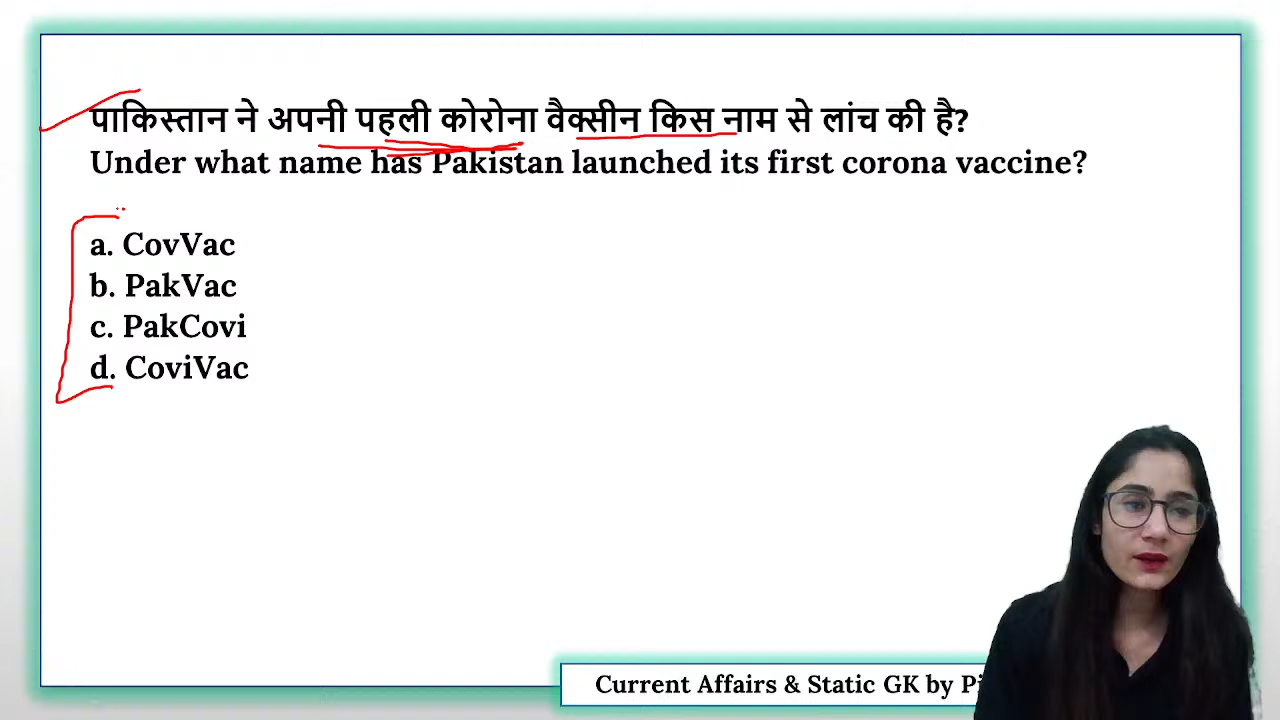 पाकिस्तान ने अपनी पहली कोरोना वैक्सीन किस नाम से लांच की है?
Under what name has Pakistan launched its first corona vaccine?
a. CovVac
b. PakVac
c. PakCovi
d. CoviVac
Current Affairs & Static GK by